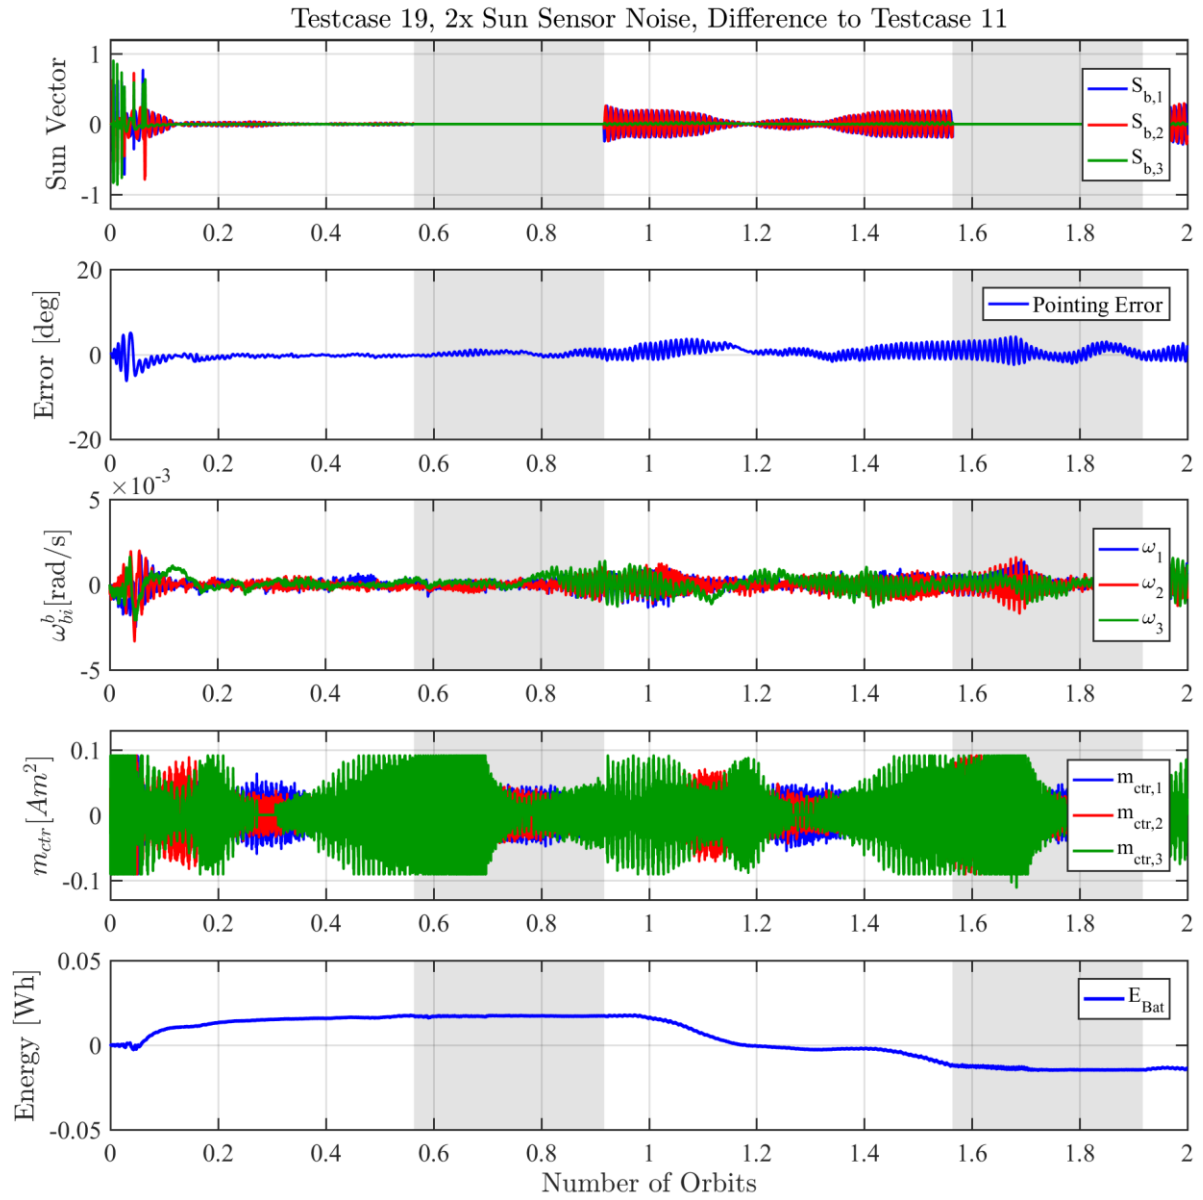 Testcase 19, 2x Sun Sensor Noise, Difference to Testcase 11
Sun Vector
1
0
-1
S_b,1
S_b,2
S_b,3
0 0.2 0.4 0.6 0.8 1 1.2 1.4 1.6 1.8 2
Error [deg]
20
0
-20
Pointing Error
0 0.2 0.4 0.6 0.8 1 1.2 1.4 1.6 1.8 2
×10^-3
ω^b_bi[rad/s]
5
0
-5
ω_1
ω_2
ω_3
0 0.2 0.4 0.6 0.8 1 1.2 1.4 1.6 1.8 2
m_ctr[Am^2]
0.1
0
-0.1
m_ctr,1
m_ctr,2
m_ctr,3
0 0.2 0.4 0.6 0.8 1 1.2 1.4 1.6 1.8 2
Energy [Wh]
0.05
0
-0.05
E_Bat
0 0.2 0.4 0.6 0.8 1 1.2 1.4 1.6 1.8 2
Number of Orbits